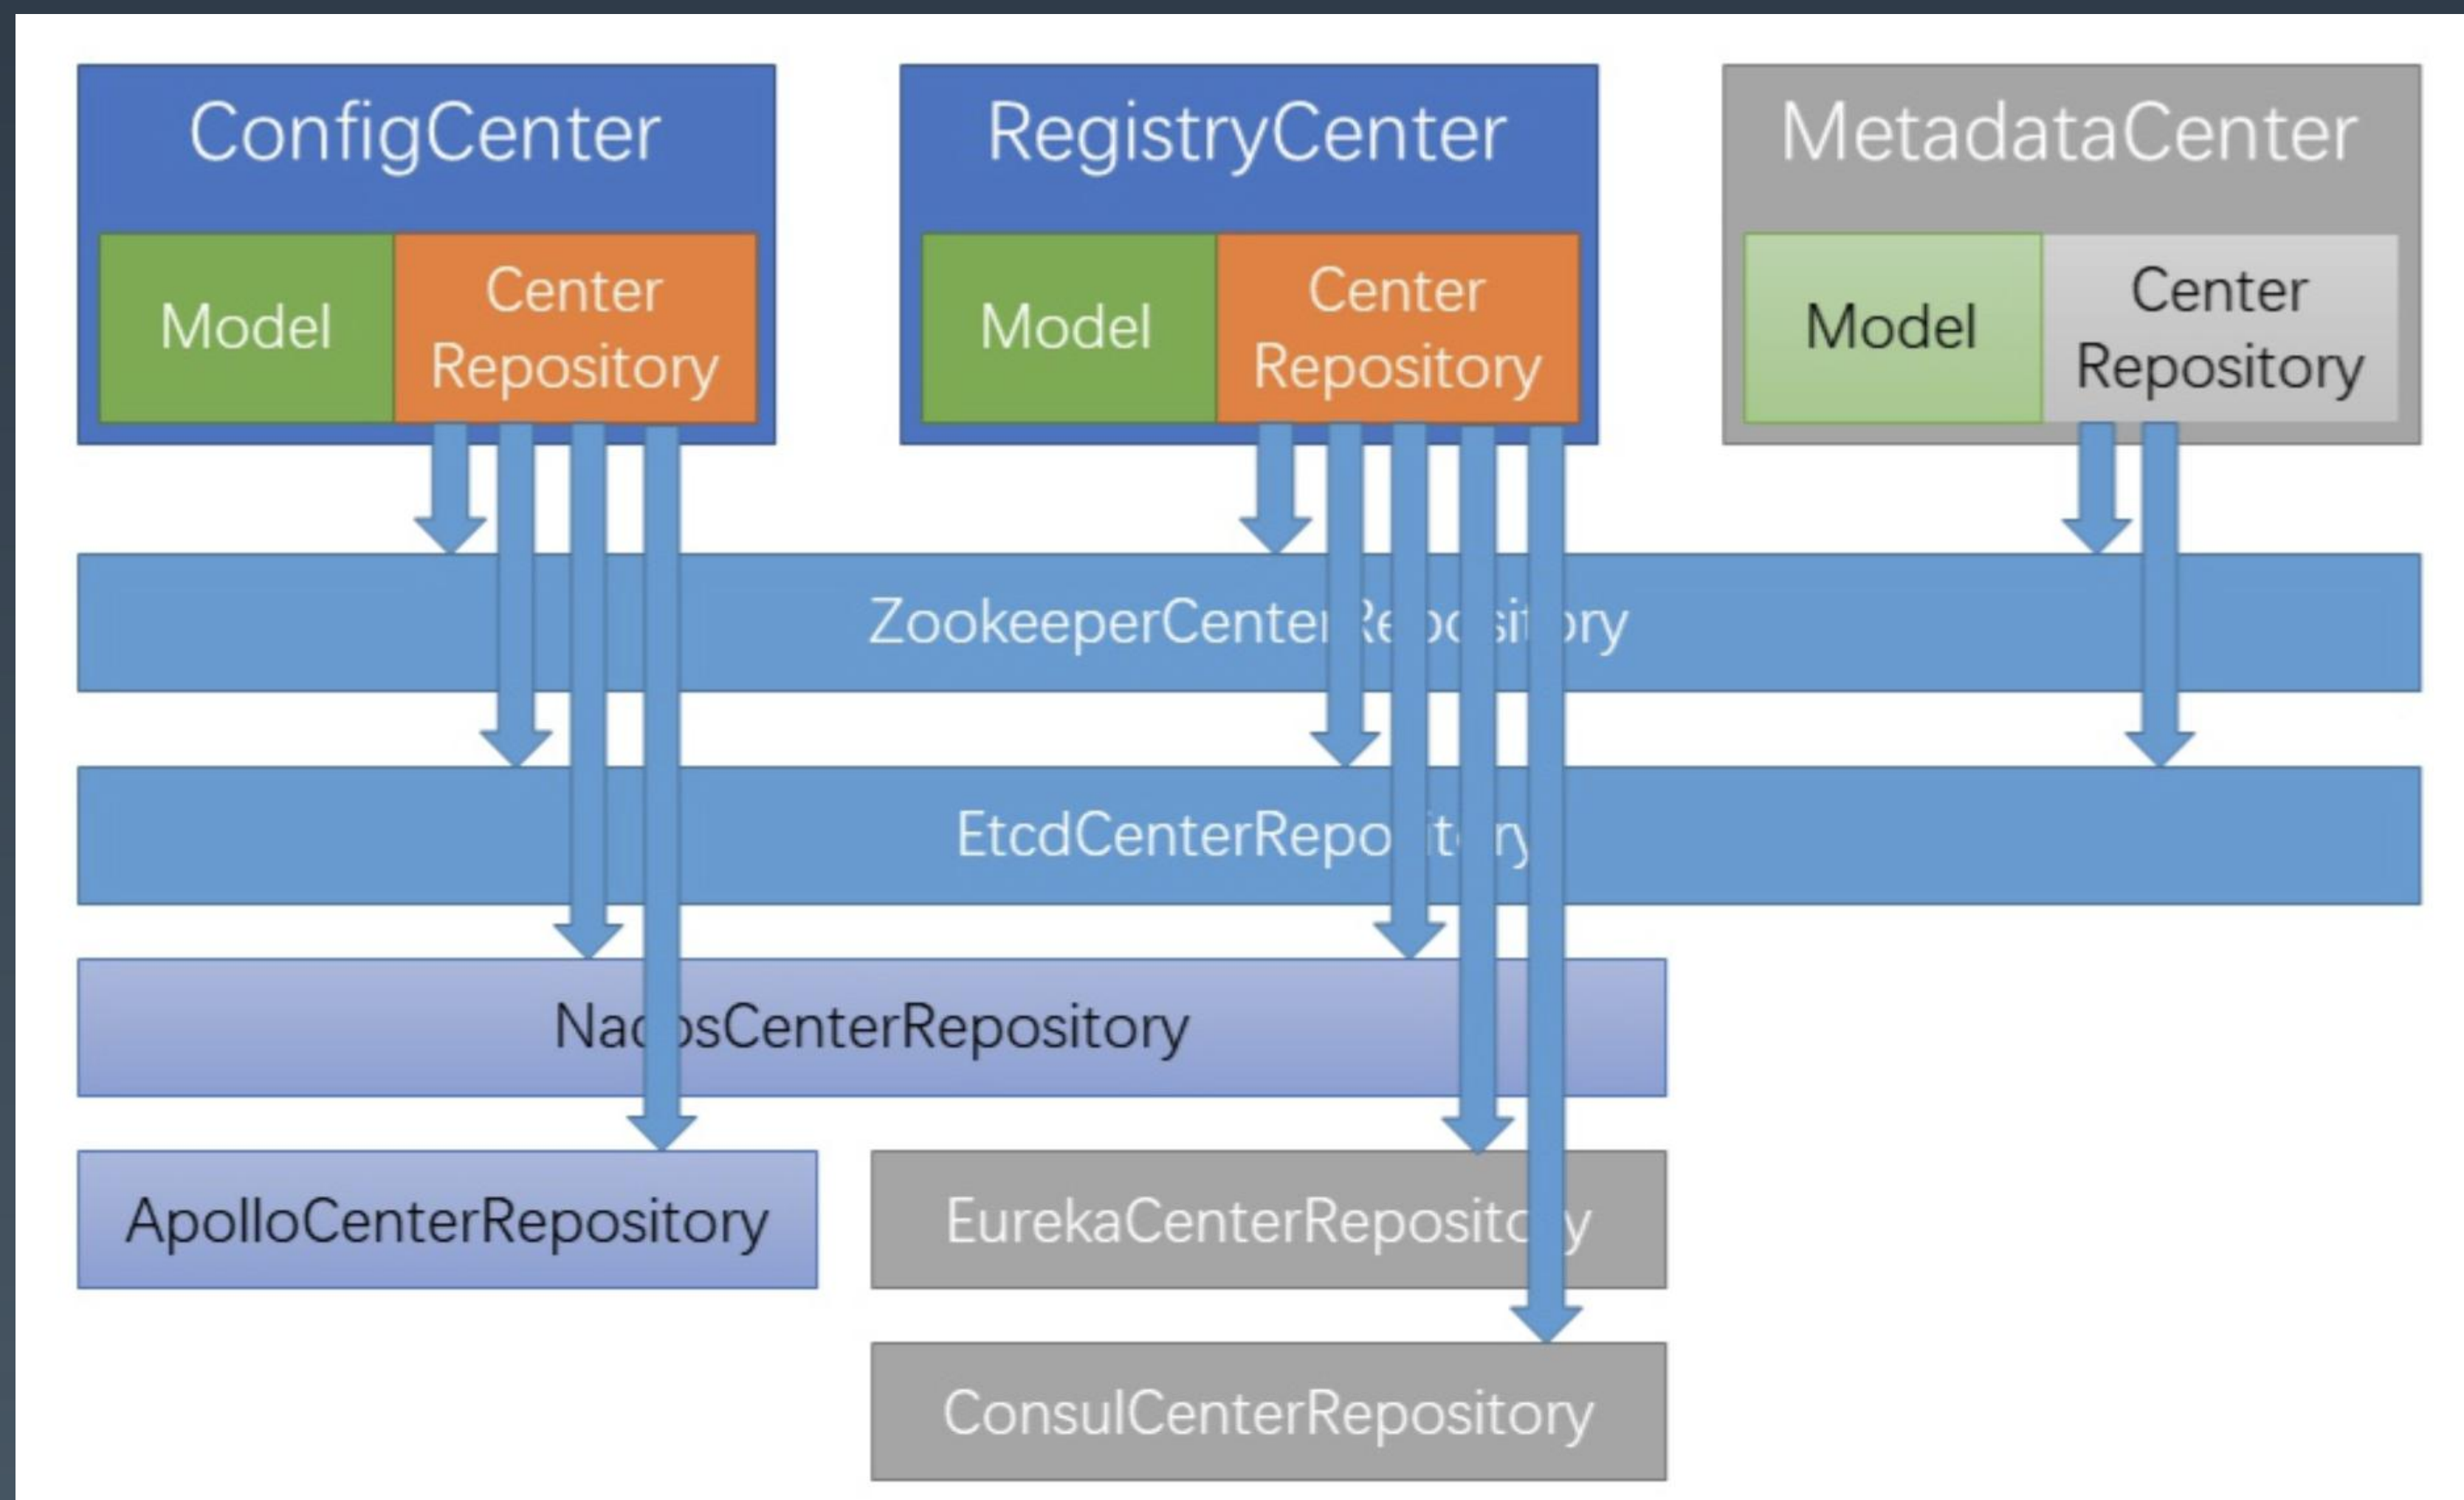 ConfigCenter
RegistryCenter
MetadataCenter
Model
Center
Repository
Model
Center
Repository
Model
Center
Repository
ZookeeperCenterRepository
EtcdCenterRepository
NacosCenterRepository
ApolloCenterRepository
EurekaCenterRepository
ConsulCenterRepository